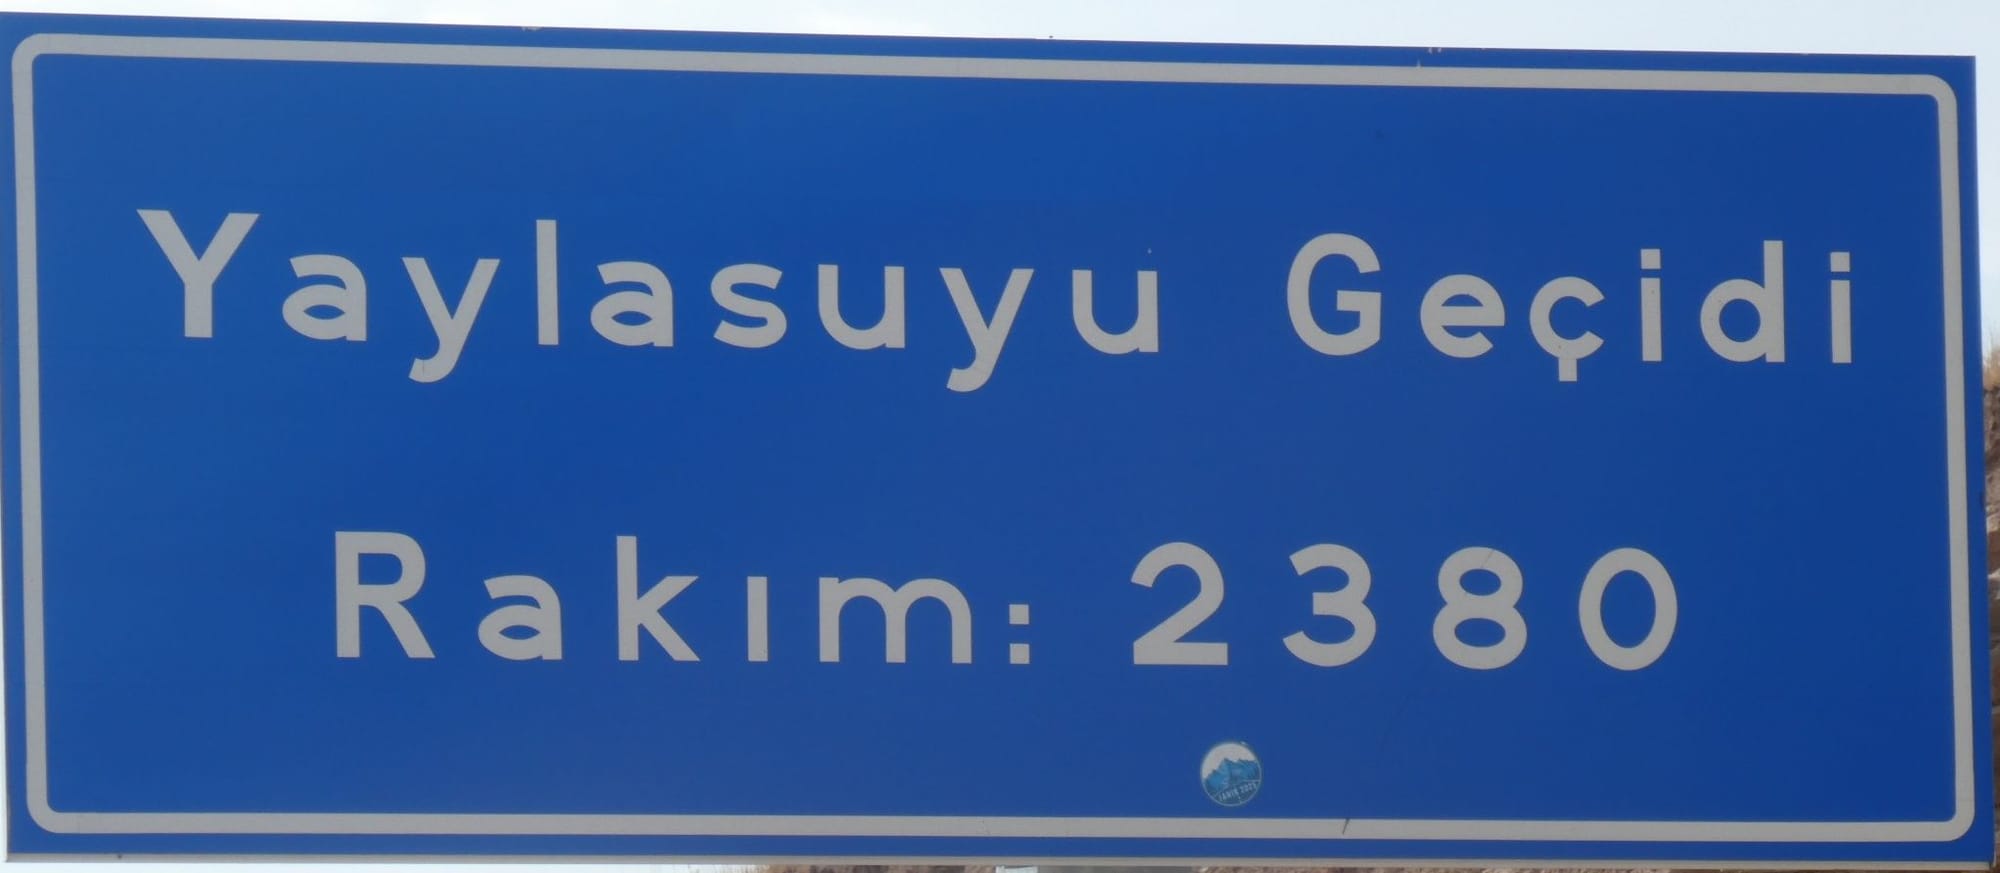 Yaylasuyu Geçidi
Rakım: 2380